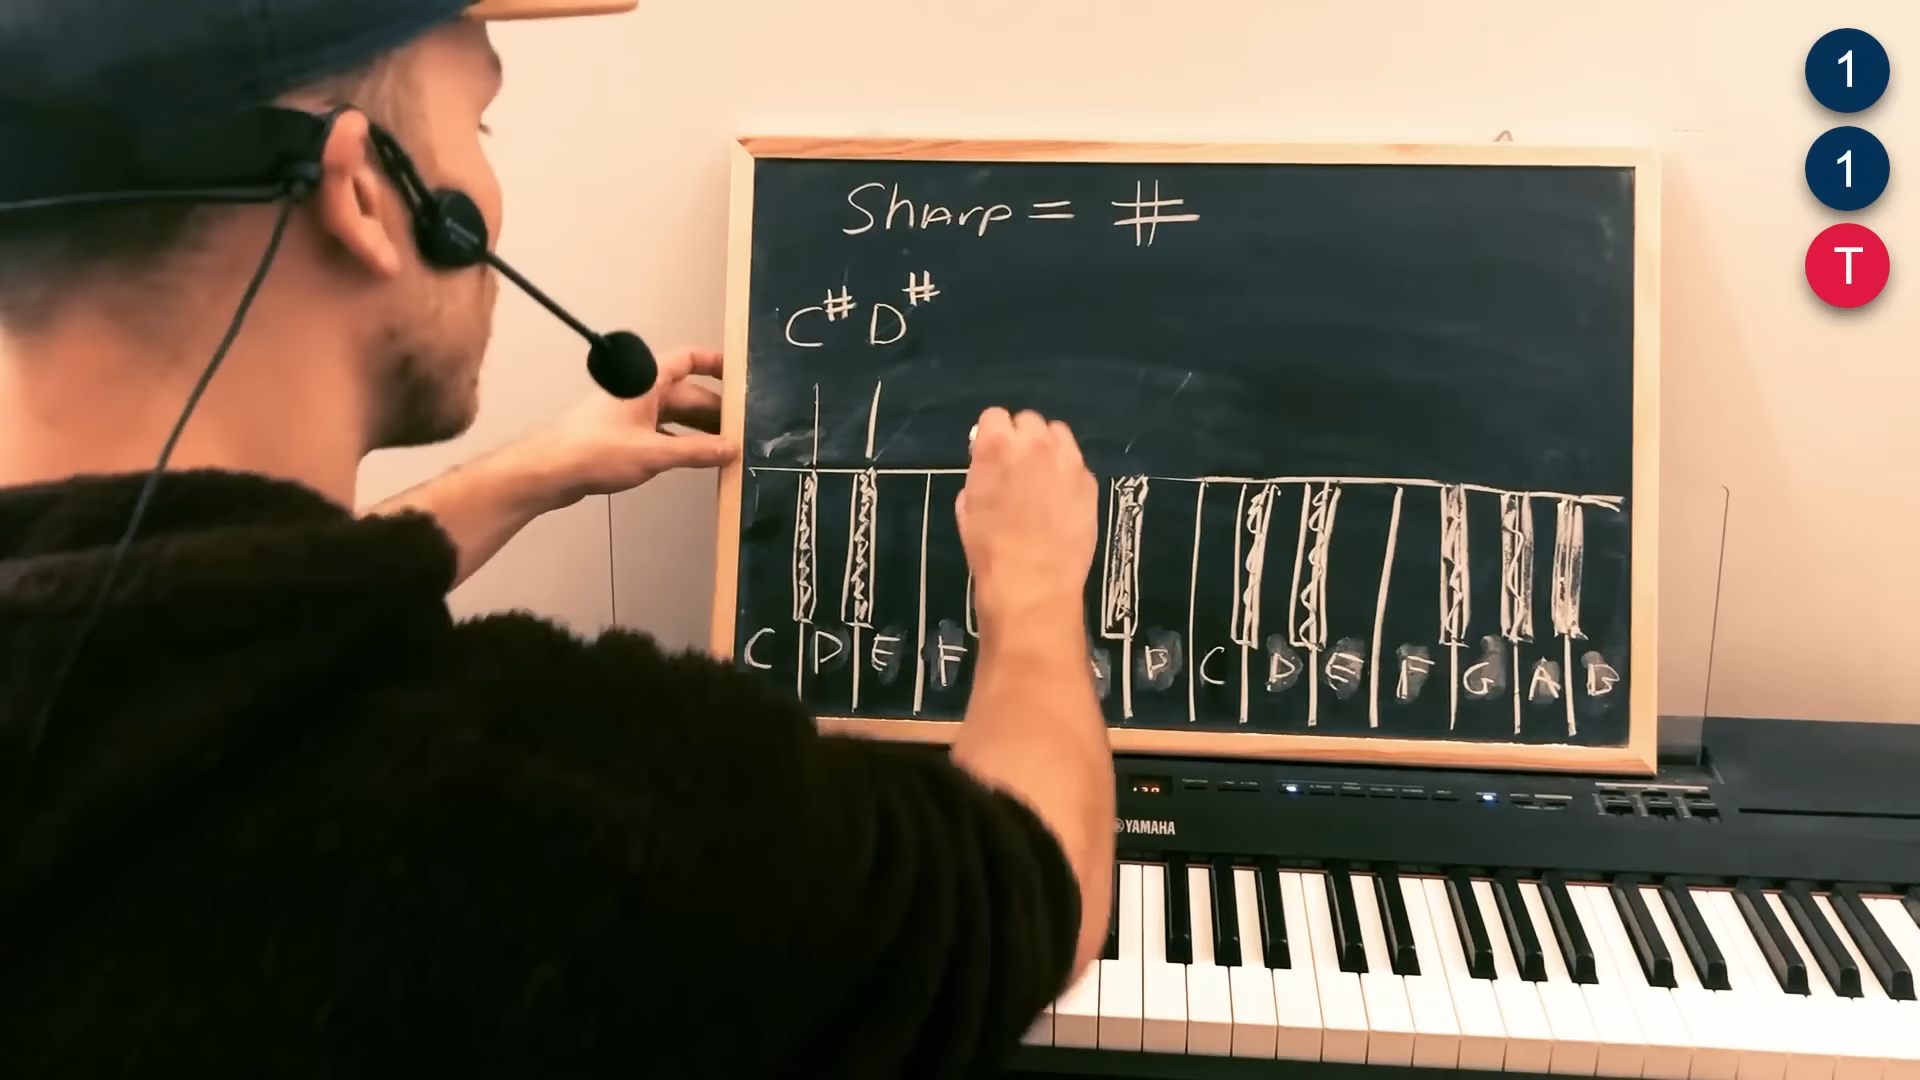 Sharp = #
C# D#
C D E F B C D E F G A B
YAMAHA
1
1
T